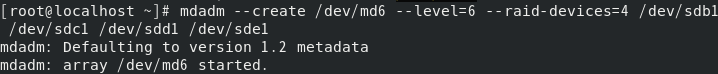 [root@localhost ~]# mdadm --create /dev/md6 --level=6 --raid-devices=4 /dev/sdb1
/dev/sdc1 /dev/sdd1 /dev/sde1
mdadm: Defaulting to version 1.2 metadata
mdadm: array /dev/md6 started.